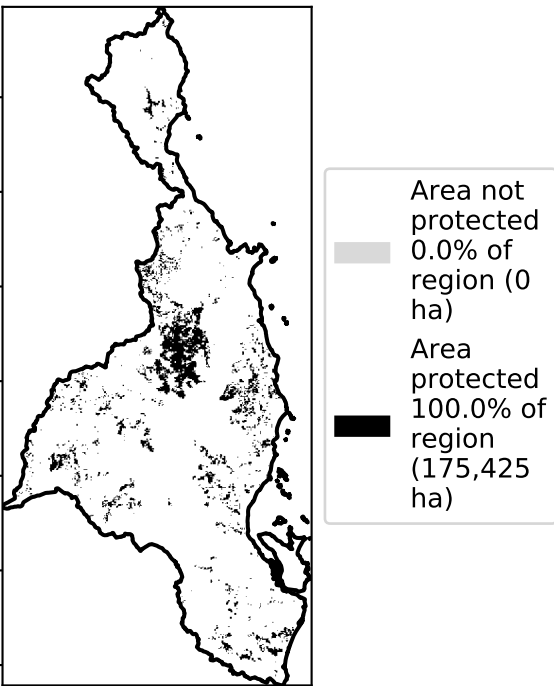 Area not
protected
0.0% of
region (0
ha)
Area
protected
100.0% of
region
(175,425
ha)